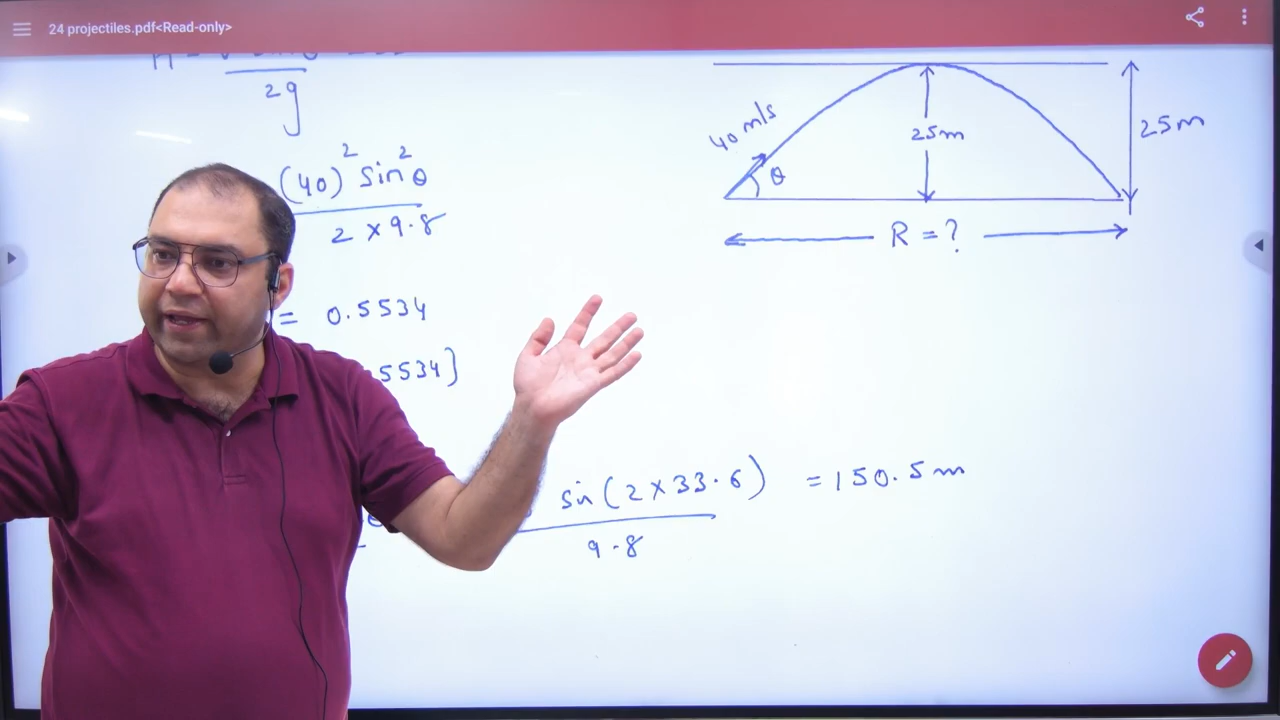 24 projectiles.pdf<Read-only>
2g
(40)² sin²θ
2 × 9.8
= 0.5534
.5534)
sin(2×33.6) = 150.5 m
9.8
40 m/s
θ
25m
25m
R = ?